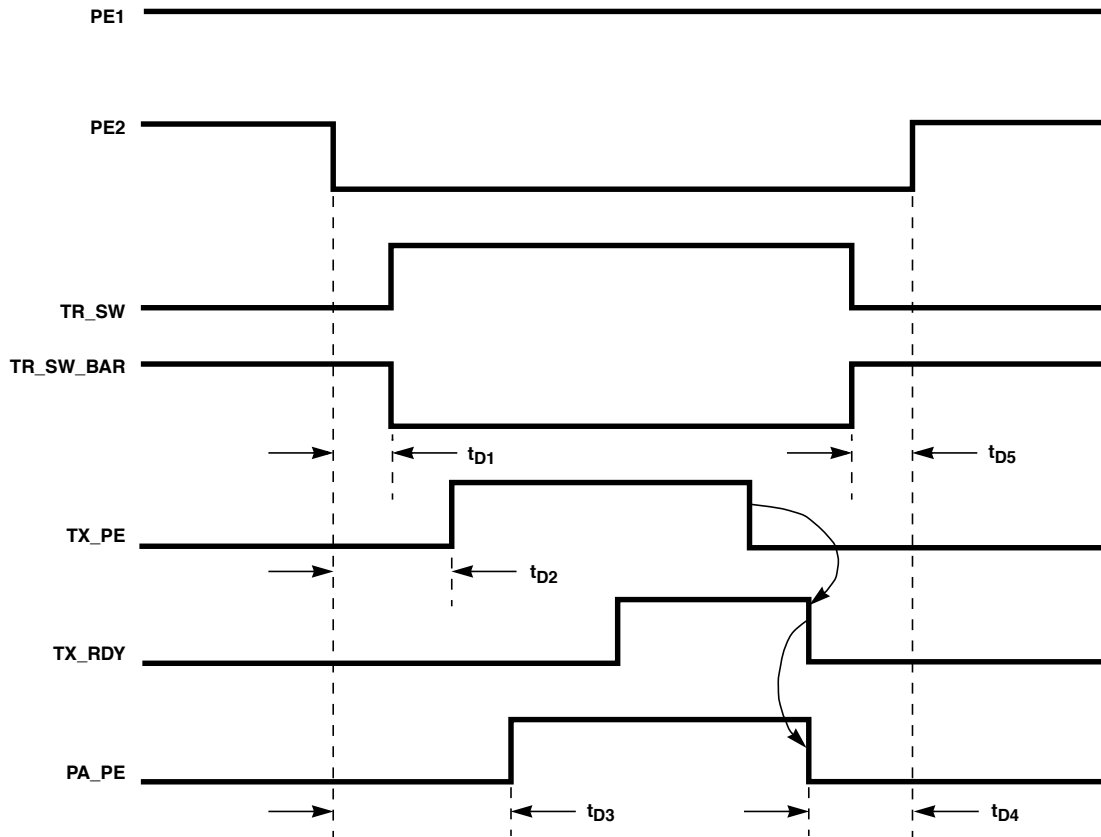 PE1
PE2
TR_SW
TR_SW_BAR
tD1
tD5
TX_PE
tD2
TX_RDY
PA_PE
tD3
tD4